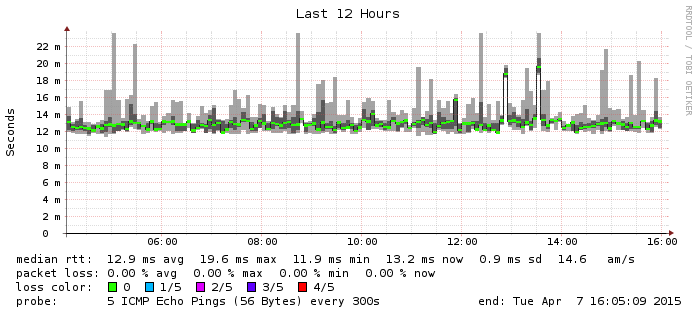 Last 12 Hours
RRDTOOL / TOBI OETIKER
Seconds
22 m
20 m
18 m
16 m
14 m
12 m
10 m
8 m
6 m
4 m
2 m
0
06:00 08:00 10:00 12:00 14:00 16:00
median rtt: 12.9 ms avg 19.6 ms max 11.9 ms min 13.2 ms now 0.9 ms sd 14.6 am/s
packet loss: 0.00 % avg 0.00 % max 0.00 % min 0.00 % now
loss color: 0 1/5 2/5 3/5 4/5
probe: 5 ICMP Echo Pings (56 Bytes) every 300s end: Tue Apr 7 16:05:09 2015